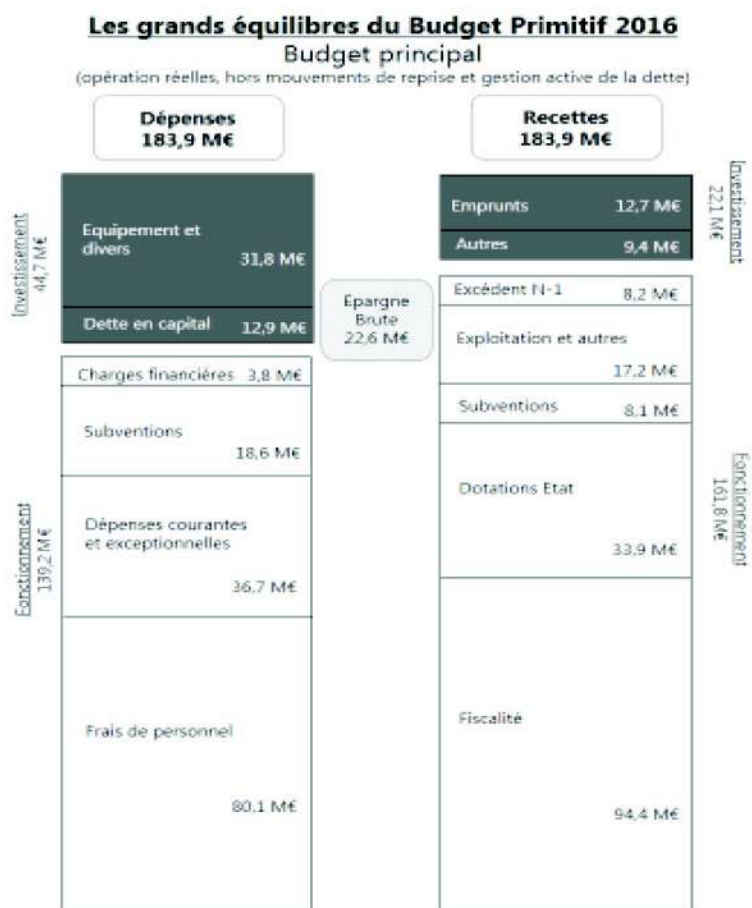 Les grands équilibres du Budget Primitif 2016
Budget principal
(opération réelles, hors mouvements de reprise et gestion active de la dette)
Dépenses
183,9 M€
Recettes
183,9 M€
Investissement
44,7 M€
Equipement et
divers
31,8 M€
Dette en capital 12,9 M€
Epargne
Brute
22,6 M€
Emprunts 12,7 M€
Autres 9,4 M€
Investissement
22,1 M€
Fonctionnement
139,2 M€
Charges financières 3,8 M€
Subventions
18,6 M€
Dépenses courantes
et exceptionnelles
36,7 M€
Frais de personnel
80,1 M€
Excédent N-1 8,2 M€
Exploitation et autres
17,2 M€
Subventions 8,1 M€
Dotations Etat
33,9 M€
Fiscalité
94,4 M€
Fonctionnement
161,8 M€